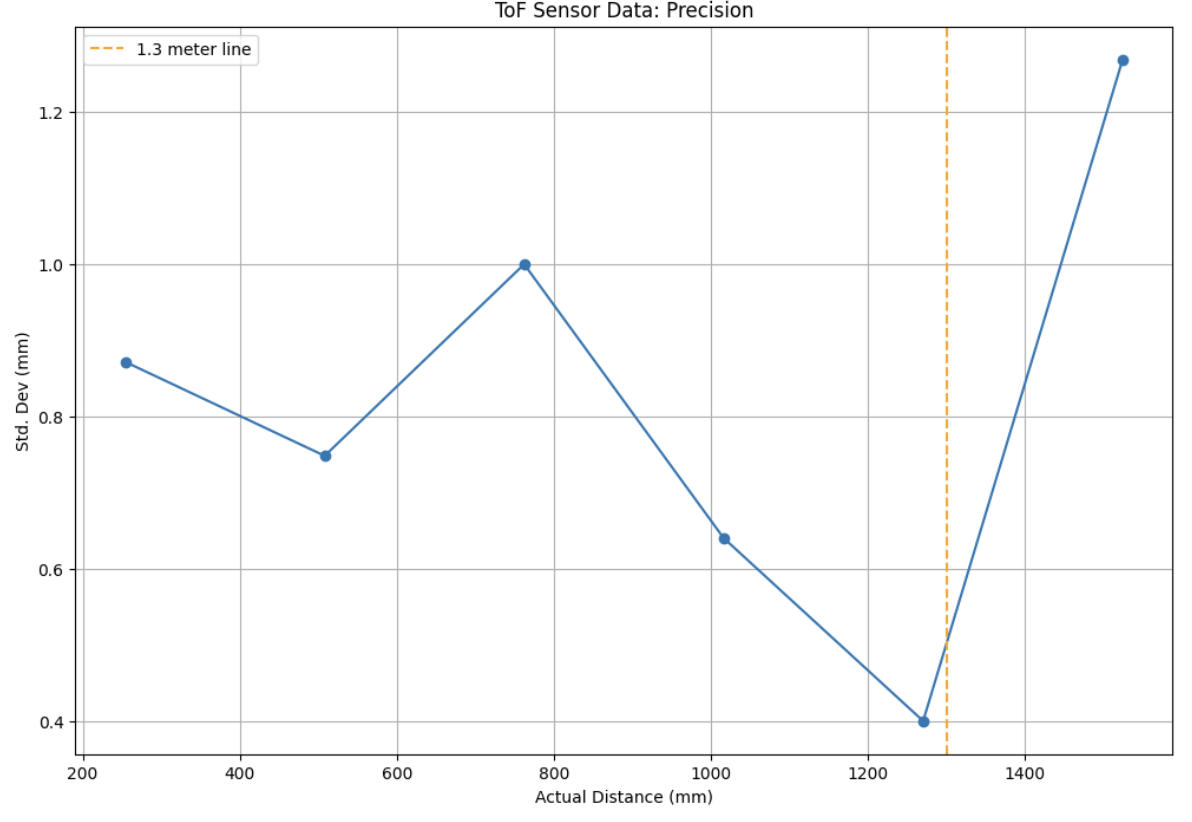 ToF Sensor Data: Precision
1.3 meter line
Std. Dev (mm)
1.2
1.0
0.8
0.6
0.4
200 400 600 800 1000 1200 1400
Actual Distance (mm)